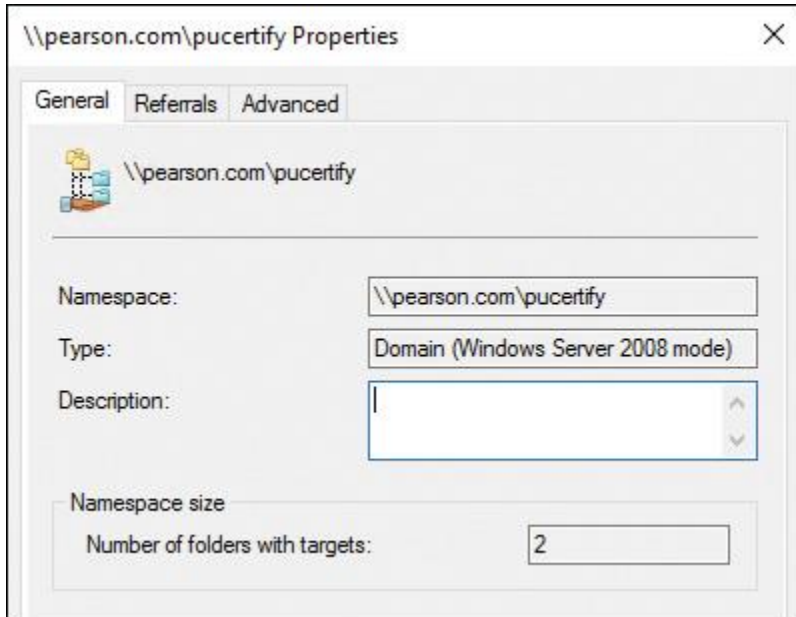 \\pearson.com\pucertify Properties
General Referrals Advanced
\\pearson.com\pucertify
Namespace: \\pearson.com\pucertify
Type: Domain (Windows Server 2008 mode)
Description:
Namespace size
Number of folders with targets: 2